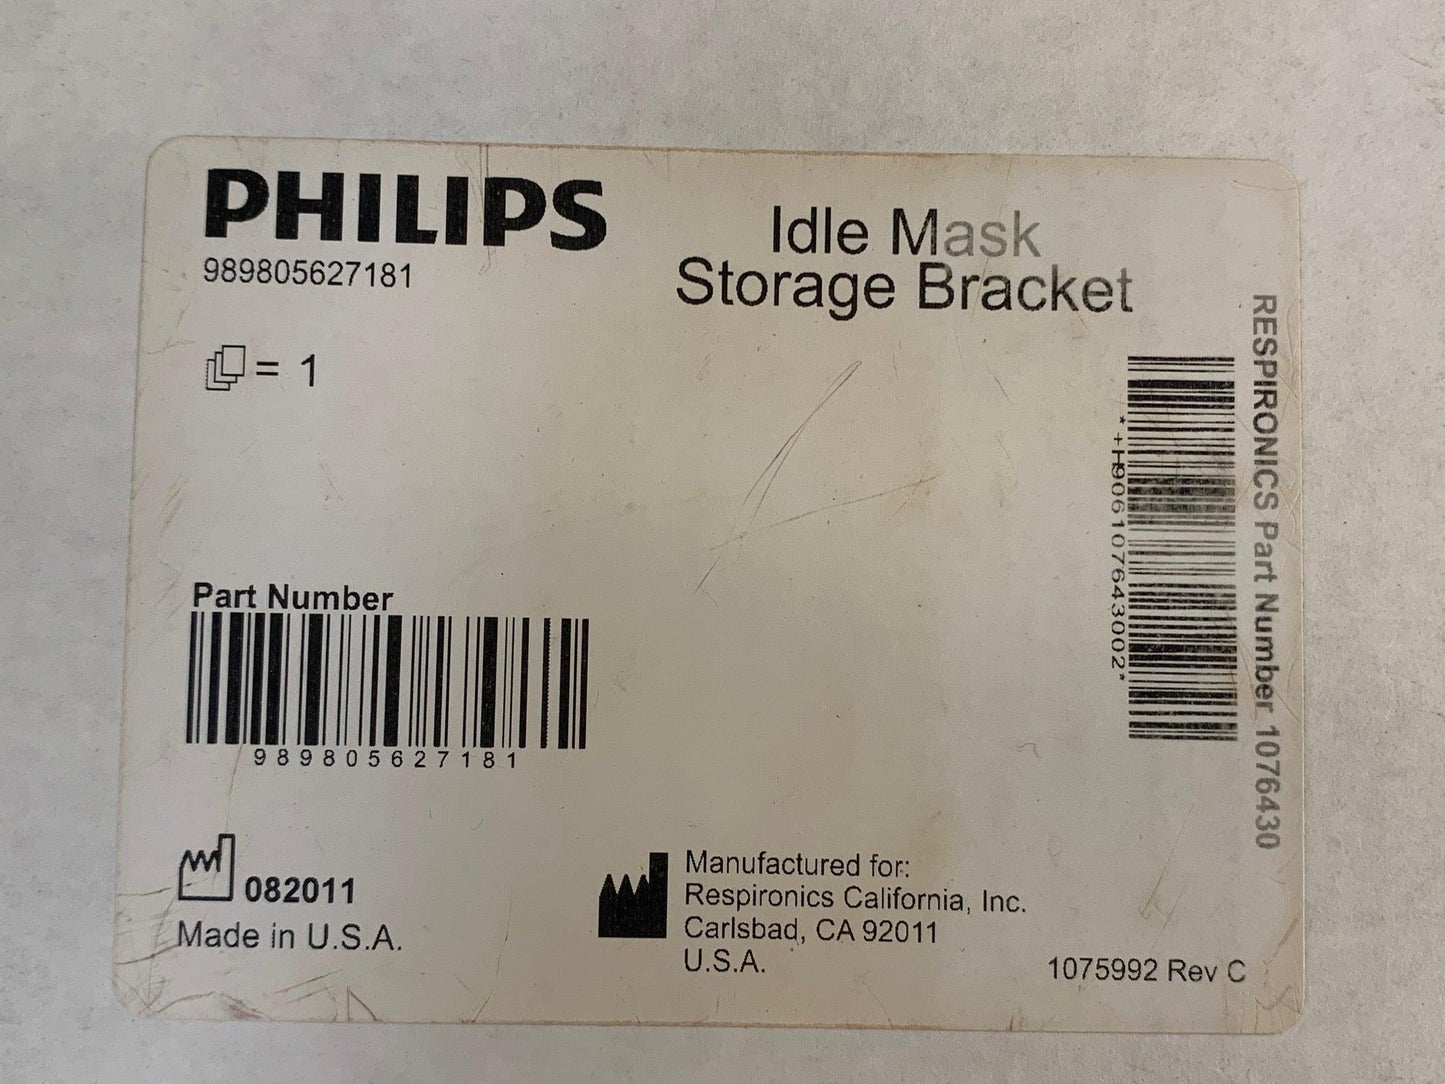 PHILIPS
989805627181
Idle Mask
Storage Bracket
= 1
Part Number
989805627181
082011
Made in U.S.A.
Manufactured for:
Respironics California, Inc.
Carlsbad, CA 92011
U.S.A.
1075992 Rev C
*+H9061076430002*
RESPIRONICS Part Number 1076430